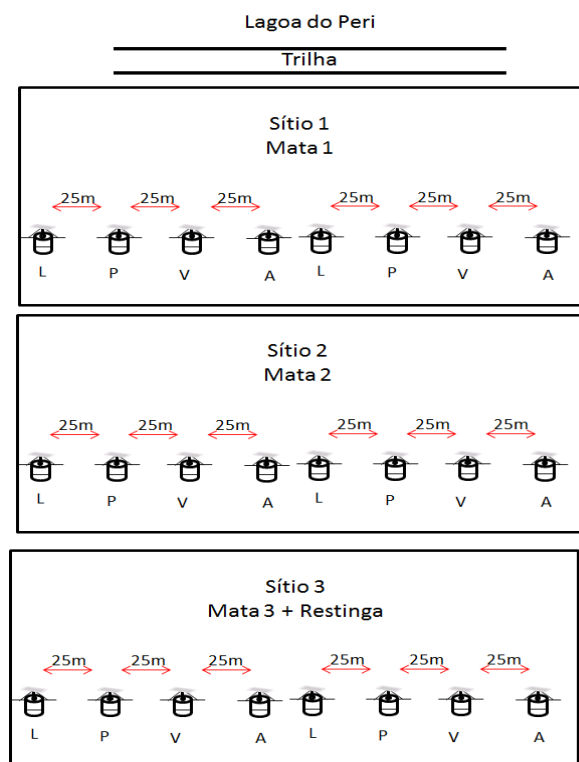 Lagoa do Peri
Trilha
Sítio 1
Mata 1
25m 25m 25m 25m 25m 25m
L P V A L P V A
Sítio 2
Mata 2
25m 25m 25m 25m 25m 25m
L P V A L P V A
Sítio 3
Mata 3 + Restinga
25m 25m 25m 25m 25m 25m
L P V A L P V A